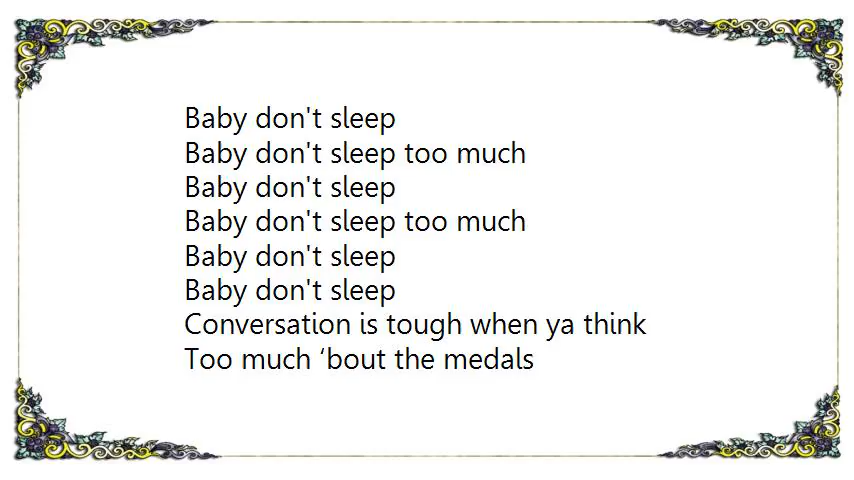 Baby don't sleep
Baby don't sleep too much
Baby don't sleep
Baby don't sleep too much
Baby don't sleep
Baby don't sleep
Conversation is tough when ya think
Too much ‘bout the medals